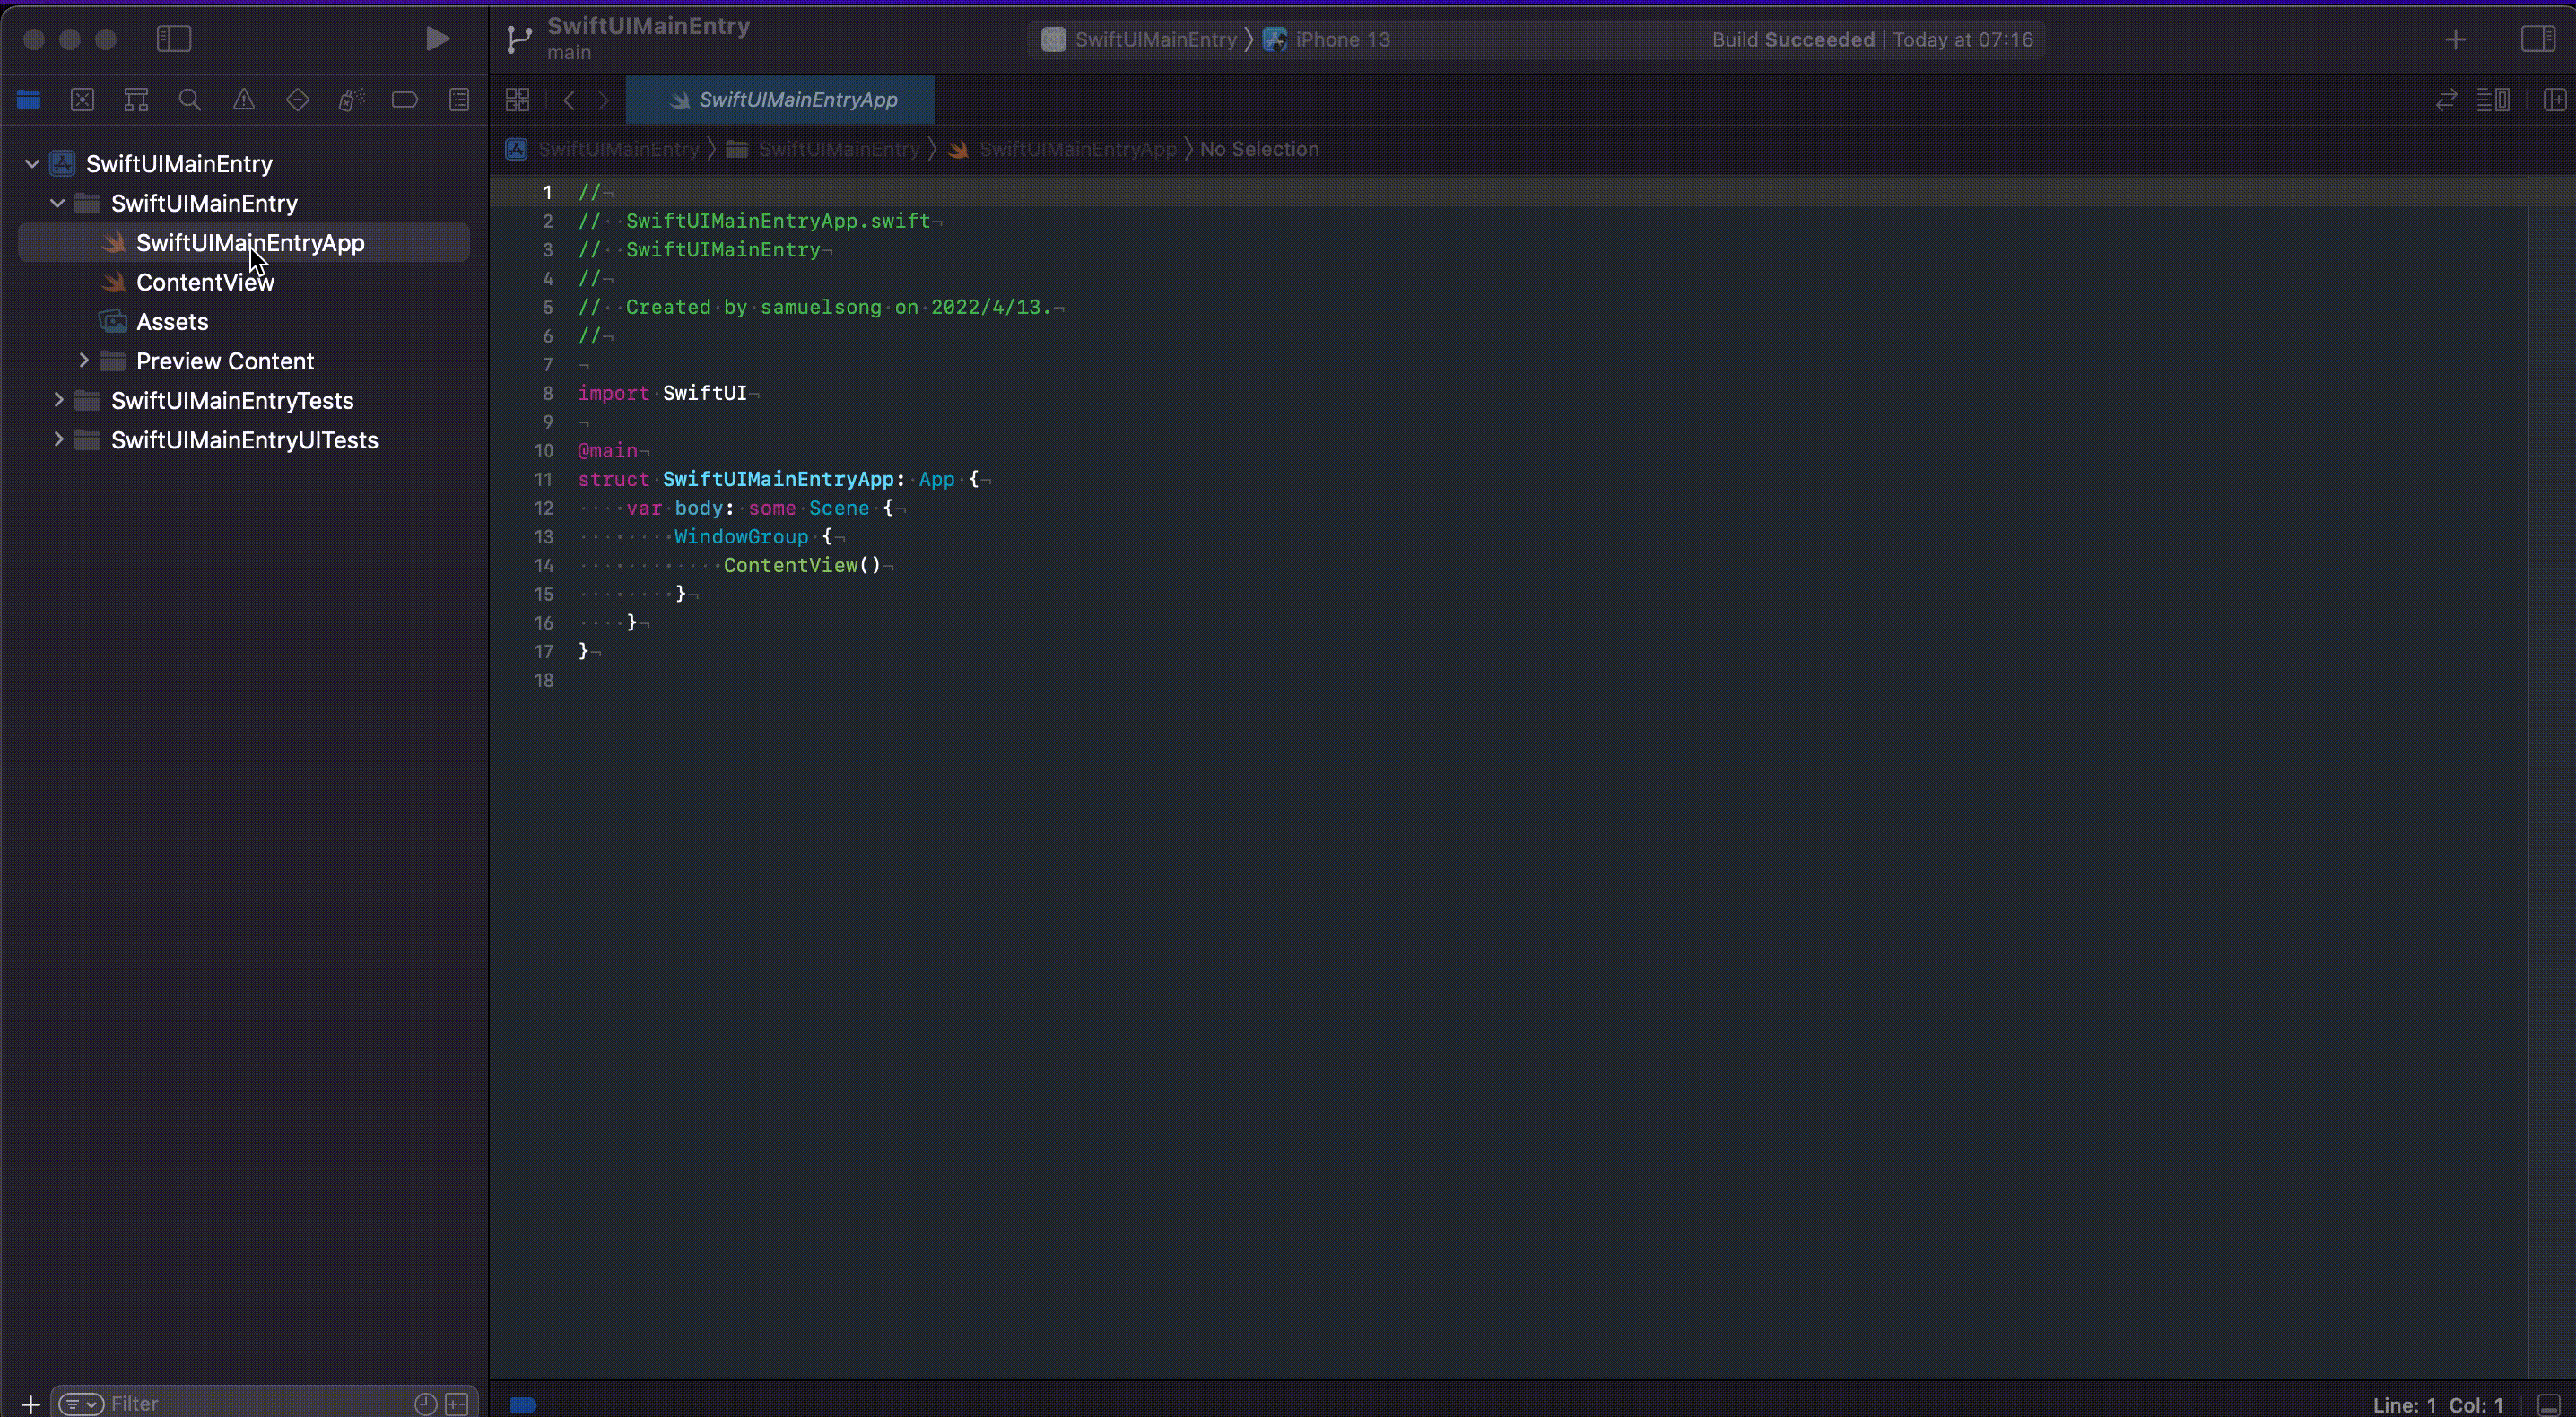 SwiftUIMainEntry
main
SwiftUIMainEntry 〉 iPhone 13
Build Succeeded | Today at 07:16
SwiftUIMainEntryApp
SwiftUIMainEntry 〉 SwiftUIMainEntry 〉 SwiftUIMainEntryApp 〉 No Selection
SwiftUIMainEntry
SwiftUIMainEntry
SwiftUIMainEntryApp
ContentView
Assets
Preview Content
SwiftUIMainEntryTests
SwiftUIMainEntryUITests
1 //
2 //  SwiftUIMainEntryApp.swift
3 //  SwiftUIMainEntry
4 //
5 //  Created by samuelsong on 2022/4/13.
6 //
7
8 import SwiftUI
9
10 @main
11 struct SwiftUIMainEntryApp: App {
12     var body: some Scene {
13         WindowGroup {
14             ContentView()
15         }
16     }
17 }
18
Filter
Line: 1 Col: 1